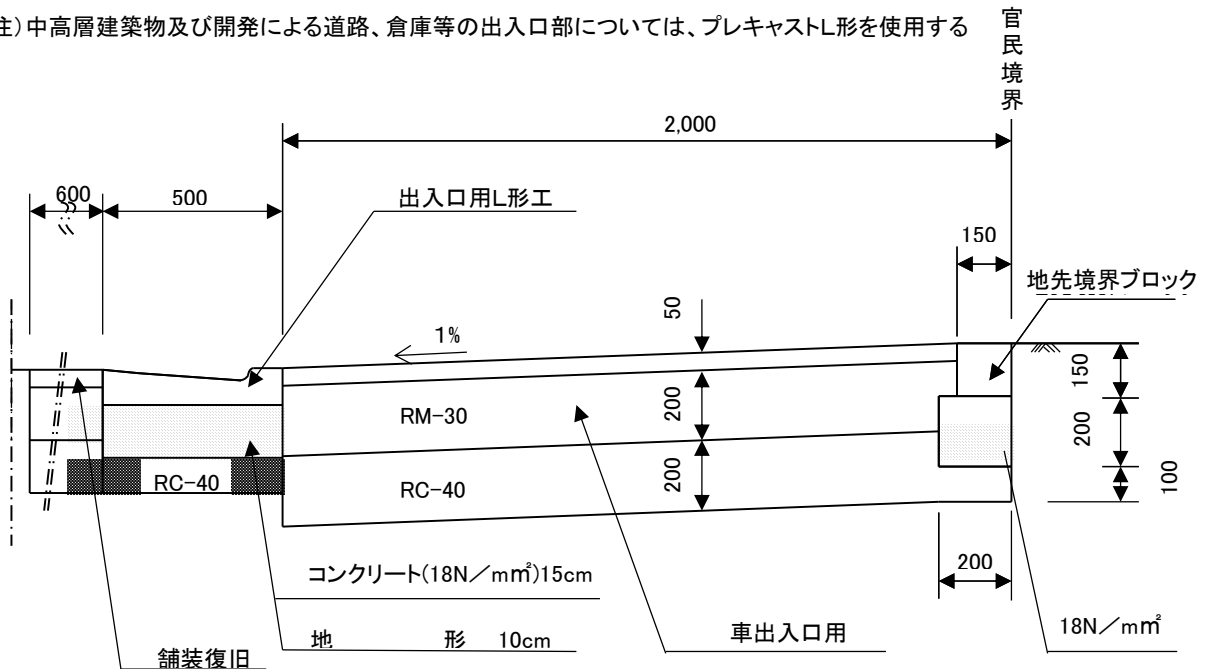 注)中高層建築物及び開発による道路、倉庫等の出入口部については、プレキャストL形を使用する
官民境界
2,000
600
500
出入口用L形工
150
地先境界ブロック
50
1%
150
RM-30
200
200
RC-40
RC-40
200
100
コンクリート(18N/m㎡)15cm
200
地 形 10cm
車出入口用
18N/m㎡
舗装復旧